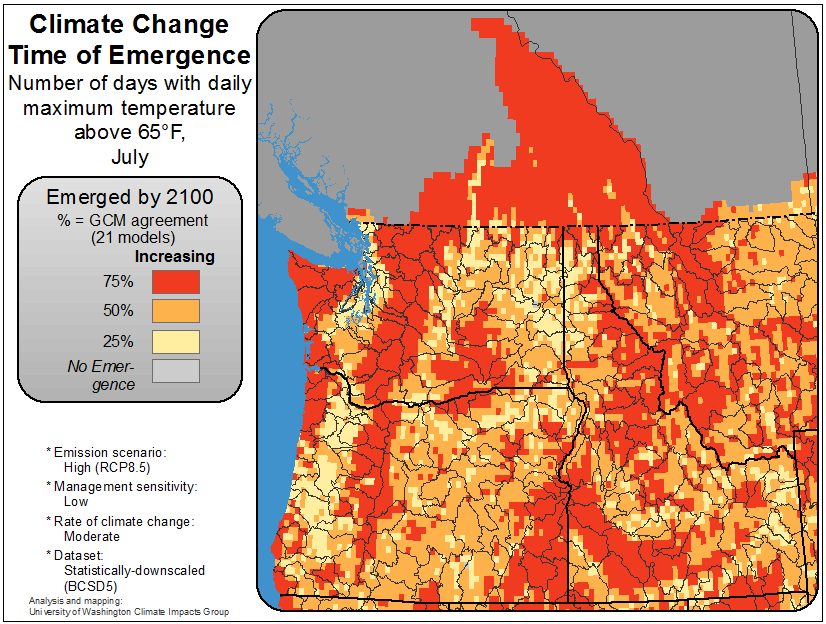 Climate Change
Time of Emergence
Number of days with daily
maximum temperature
above 65°F,
July
Emerged by 2100
% = GCM agreement
(21 models)
Increasing
75%
50%
25%
No Emer-
gence
* Emission scenario:
High (RCP8.5)
* Management sensitivity:
Low
* Rate of climate change:
Moderate
* Dataset:
Statistically-downscaled
(BCSD5)
Analysis and mapping:
University of Washington Climate Impacts Group